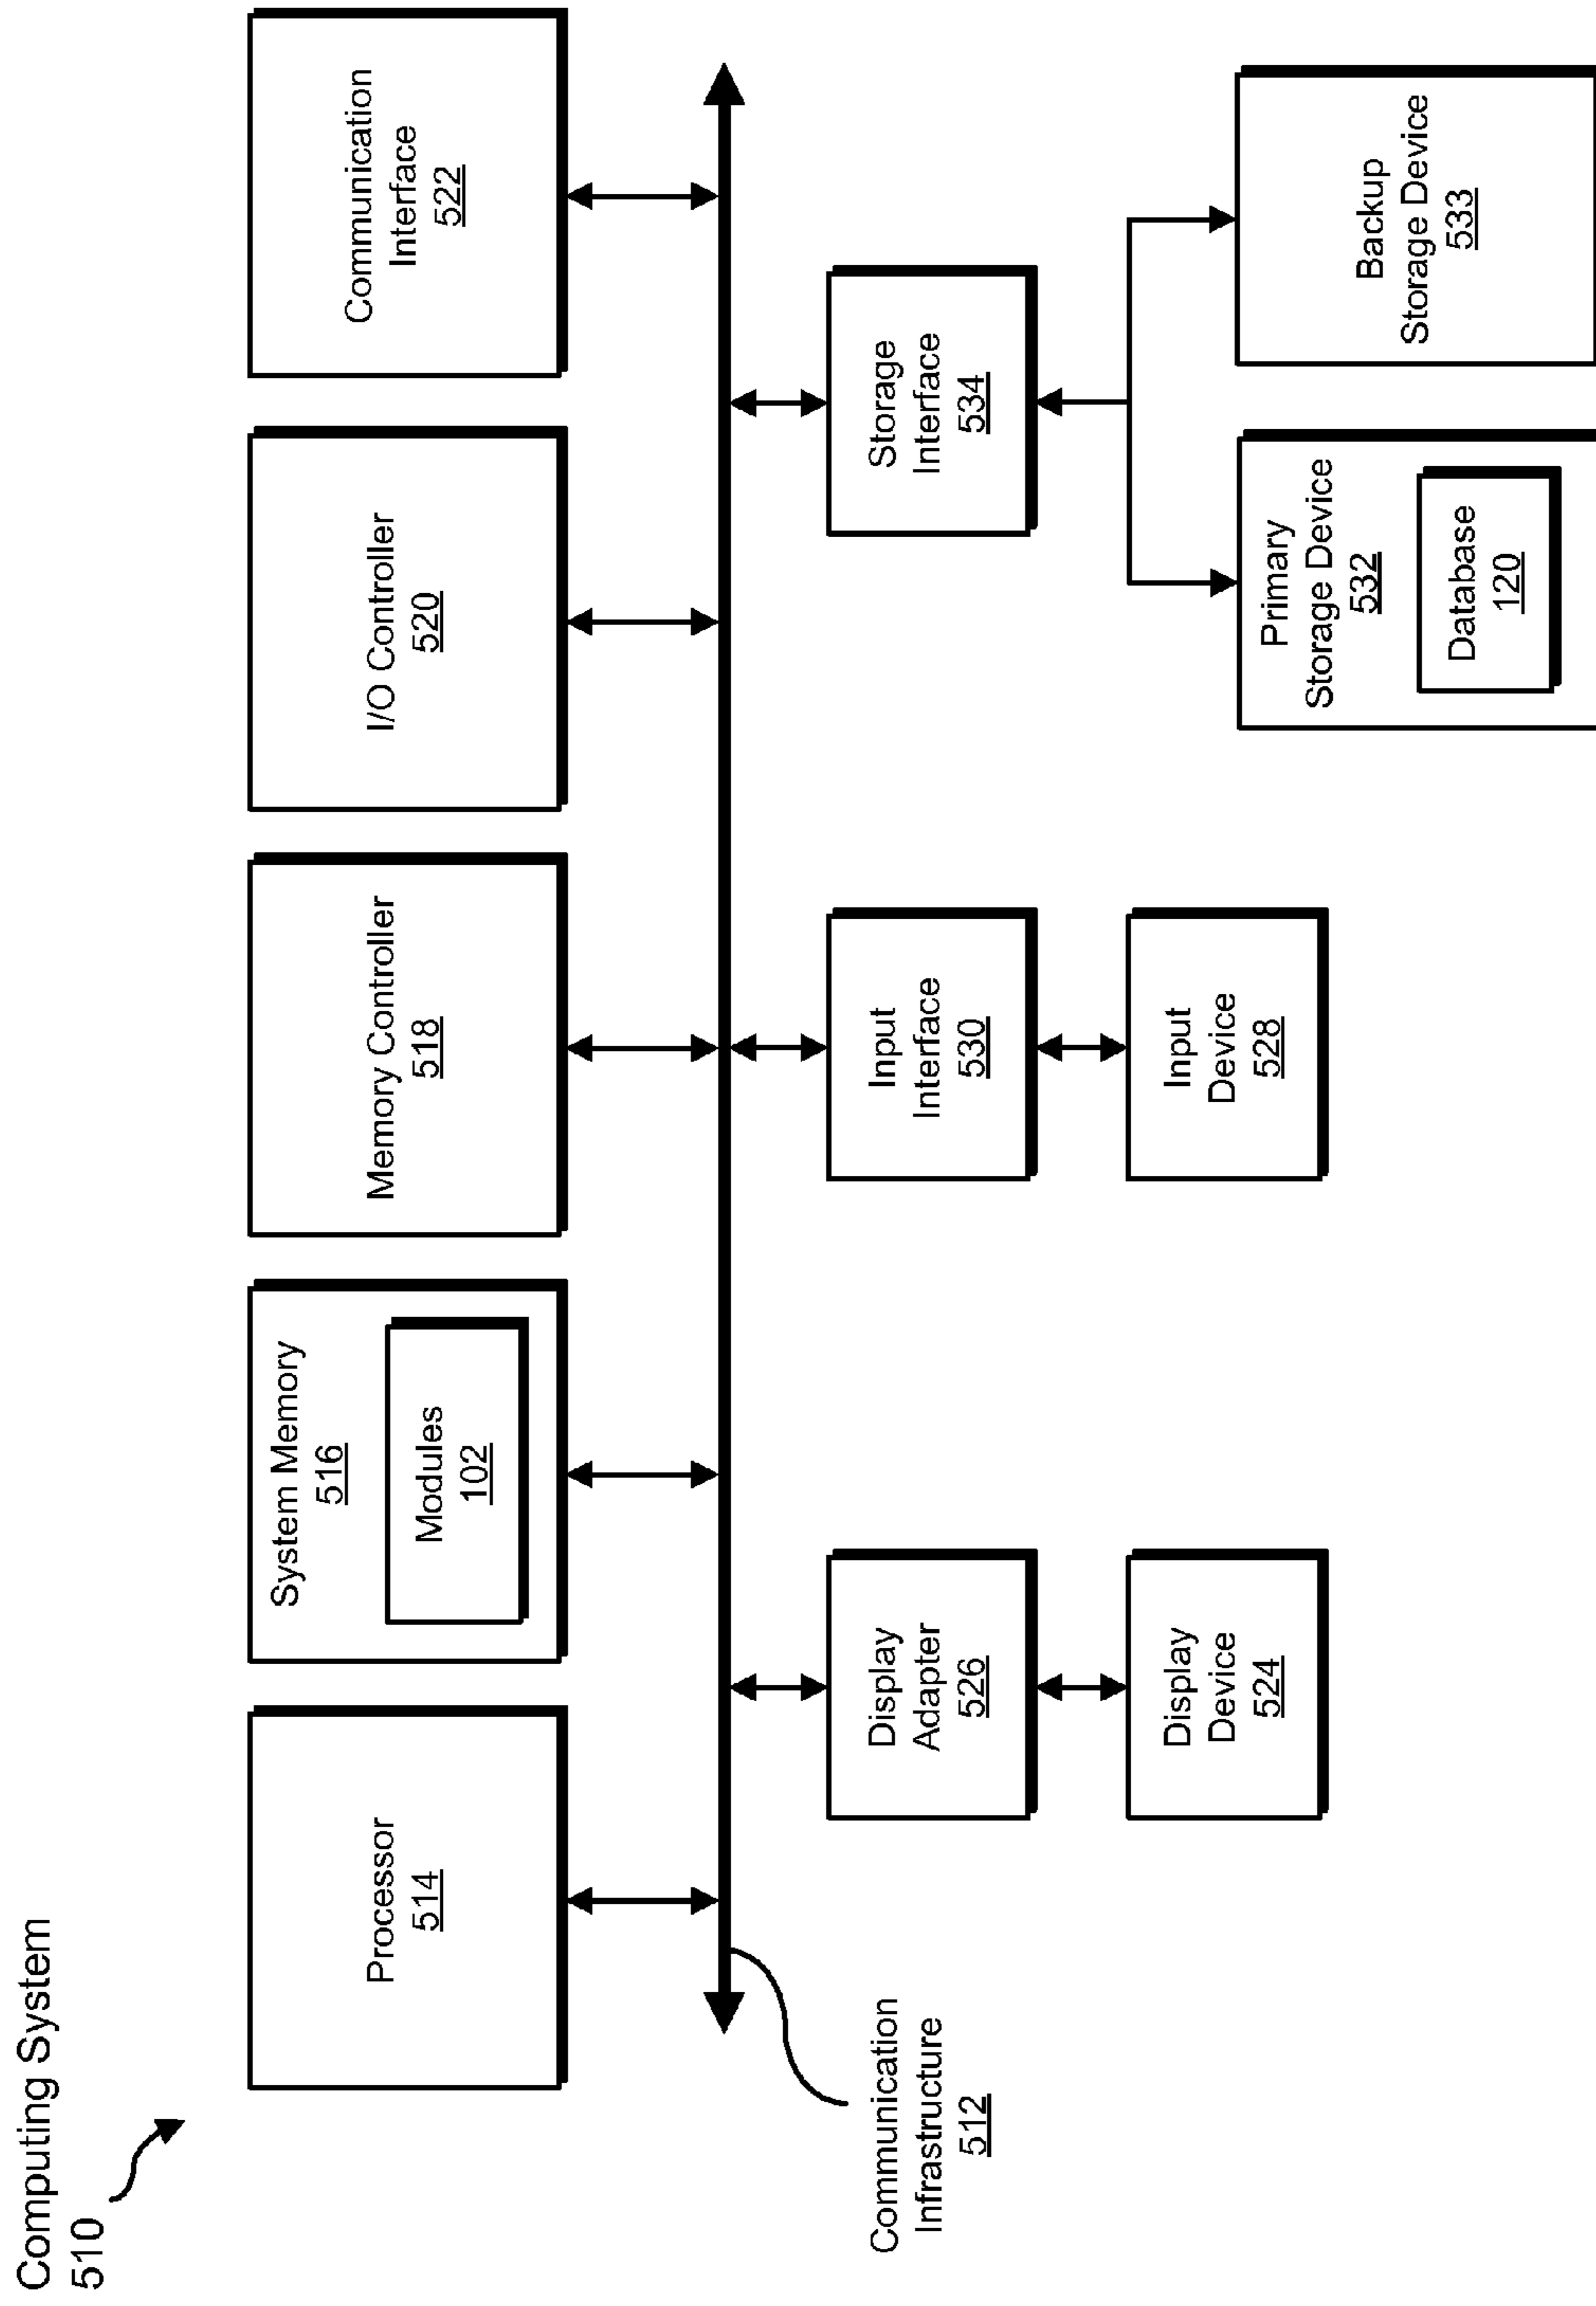 Computing System
510
Processor
514
System Memory
516
Modules
102
Memory Controller
518
I/O Controller
520
Communication
Interface
522
Communication
Infrastructure
512
Display
Adapter
526
Input
Interface
530
Storage
Interface
534
Display
Device
524
Input
Device
528
Primary
Storage Device
532
Database
120
Backup
Storage Device
533